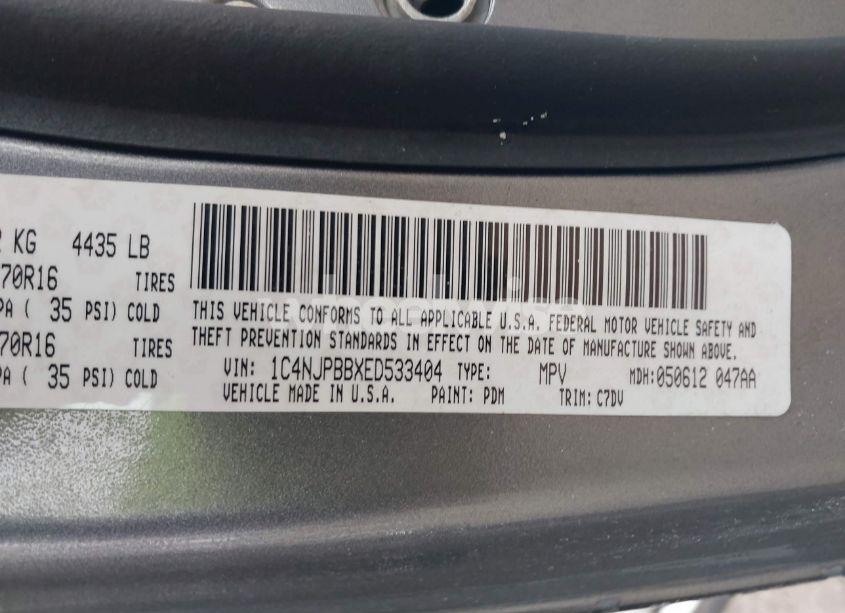 KG 4435 LB
70R16 TIRES
PA ( 35 PSI) COLD
70R16 TIRES
PA ( 35 PSI) COLD
THIS VEHICLE CONFORMS TO ALL APPLICABLE U.S.A. FEDERAL MOTOR VEHICLE SAFETY AND
THEFT PREVENTION STANDARDS IN EFFECT ON THE DATE OF MANUFACTURE SHOWN ABOVE.
VIN: 1C4NJPBBXED533404 TYPE: MPV MDH: 050612 047AA
VEHICLE MADE IN U.S.A. PAINT: PDM TRIM: C7DV